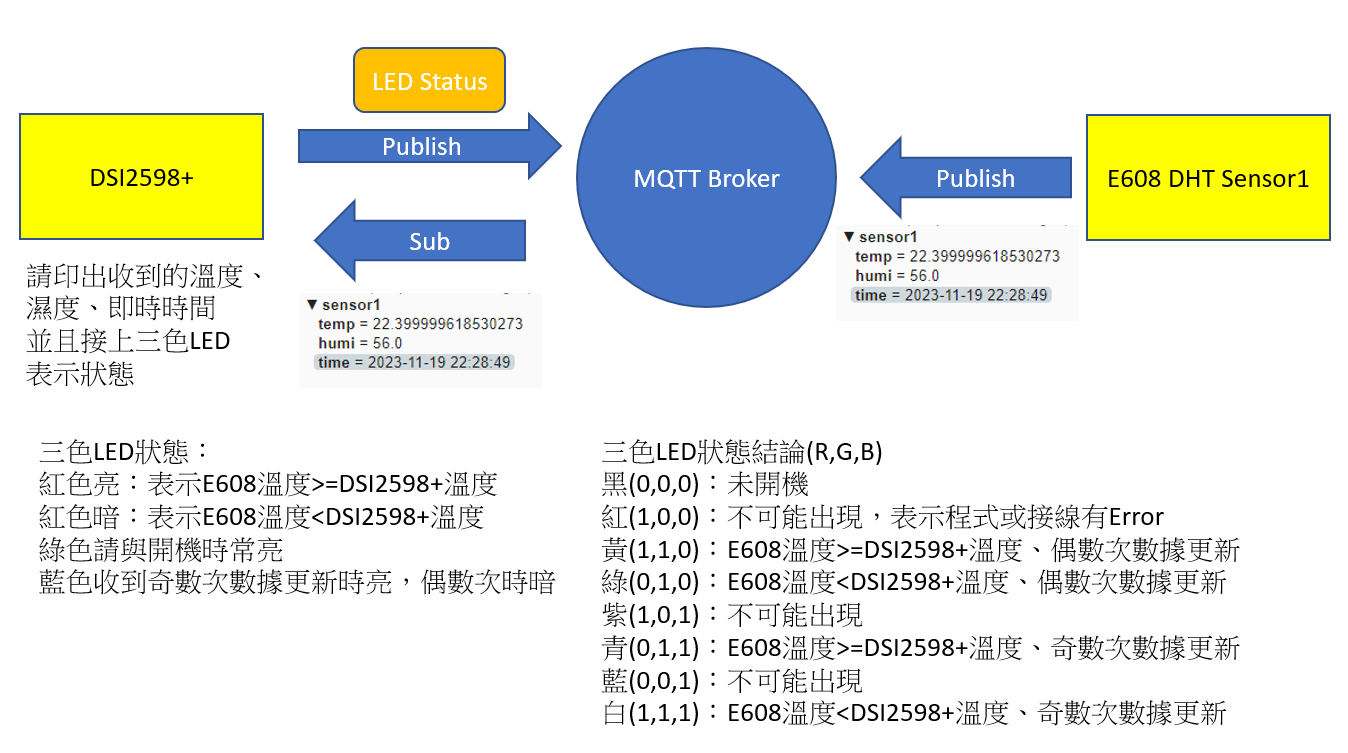 LED Status
Publish
DSI2598+
Sub
MQTT Broker
Publish
E608 DHT Sensor1
▼ sensor1
temp = 22.399999618530273
humi = 56.0
time = 2023-11-19 22:28:49
▼ sensor1
temp = 22.399999618530273
humi = 56.0
time = 2023-11-19 22:28:49
請印出收到的溫度、
濕度、即時時間
並且接上三色LED
表示狀態
三色LED狀態：
紅色亮：表示E608溫度>=DSI2598+溫度
紅色暗：表示E608溫度<DSI2598+溫度
綠色請與開機時常亮
藍色收到奇數次數據更新時亮，偶數次時暗
三色LED狀態結論(R,G,B)
黑(0,0,0)：未開機
紅(1,0,0)：不可能出現，表示程式或接線有Error
黃(1,1,0)：E608溫度>=DSI2598+溫度、偶數次數據更新
綠(0,1,0)：E608溫度<DSI2598+溫度、偶數次數據更新
紫(1,0,1)：不可能出現
青(0,1,1)：E608溫度>=DSI2598+溫度、奇數次數據更新
藍(0,0,1)：不可能出現
白(1,1,1)：E608溫度<DSI2598+溫度、奇數次數據更新